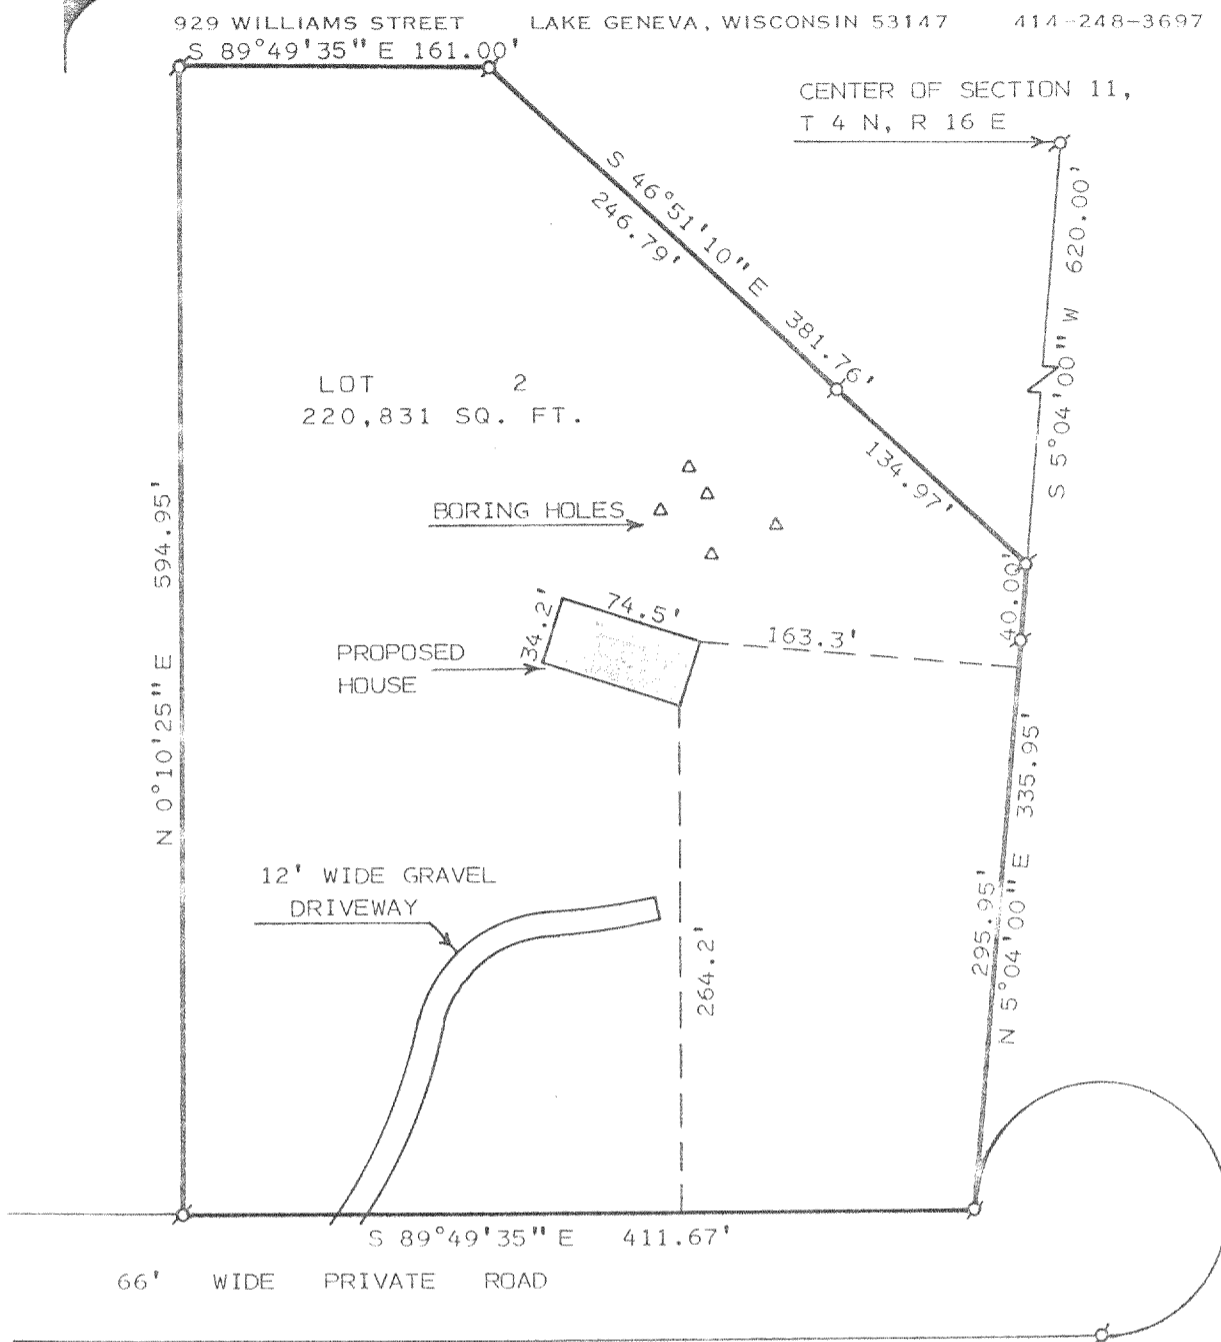 929 WILLIAMS STREET LAKE GENEVA, WISCONSIN 53147 414-248-3697
S 89°49'35" E 161.00'
CENTER OF SECTION 11,
T 4 N, R 16 E
S 46°51'10" E 381.76'
246.79'
134.97'
S 5°04'00" W 620.00'
LOT 2
220,831 SQ. FT.
BORING HOLES
N 0°10'25" E 594.95'
40.00'
74.5'
34.2'
163.3'
PROPOSED
HOUSE
N 5°04'00" E 335.95'
295.95'
12' WIDE GRAVEL
DRIVEWAY
264.2'
S 89°49'35" E 411.67'
66' WIDE PRIVATE ROAD